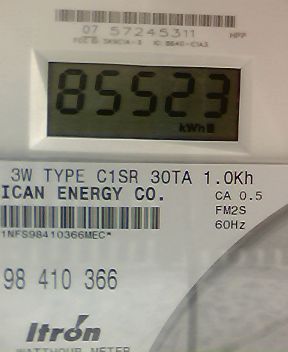 07 57245311 HPP
85523
kWh
3W TYPE C1SR 30TA 1.0Kh
ICAN ENERGY CO. CA 0.5
FM2S
1NFS98410366MEC* 60Hz
98 410 366
Itron
WATTHOUR METER